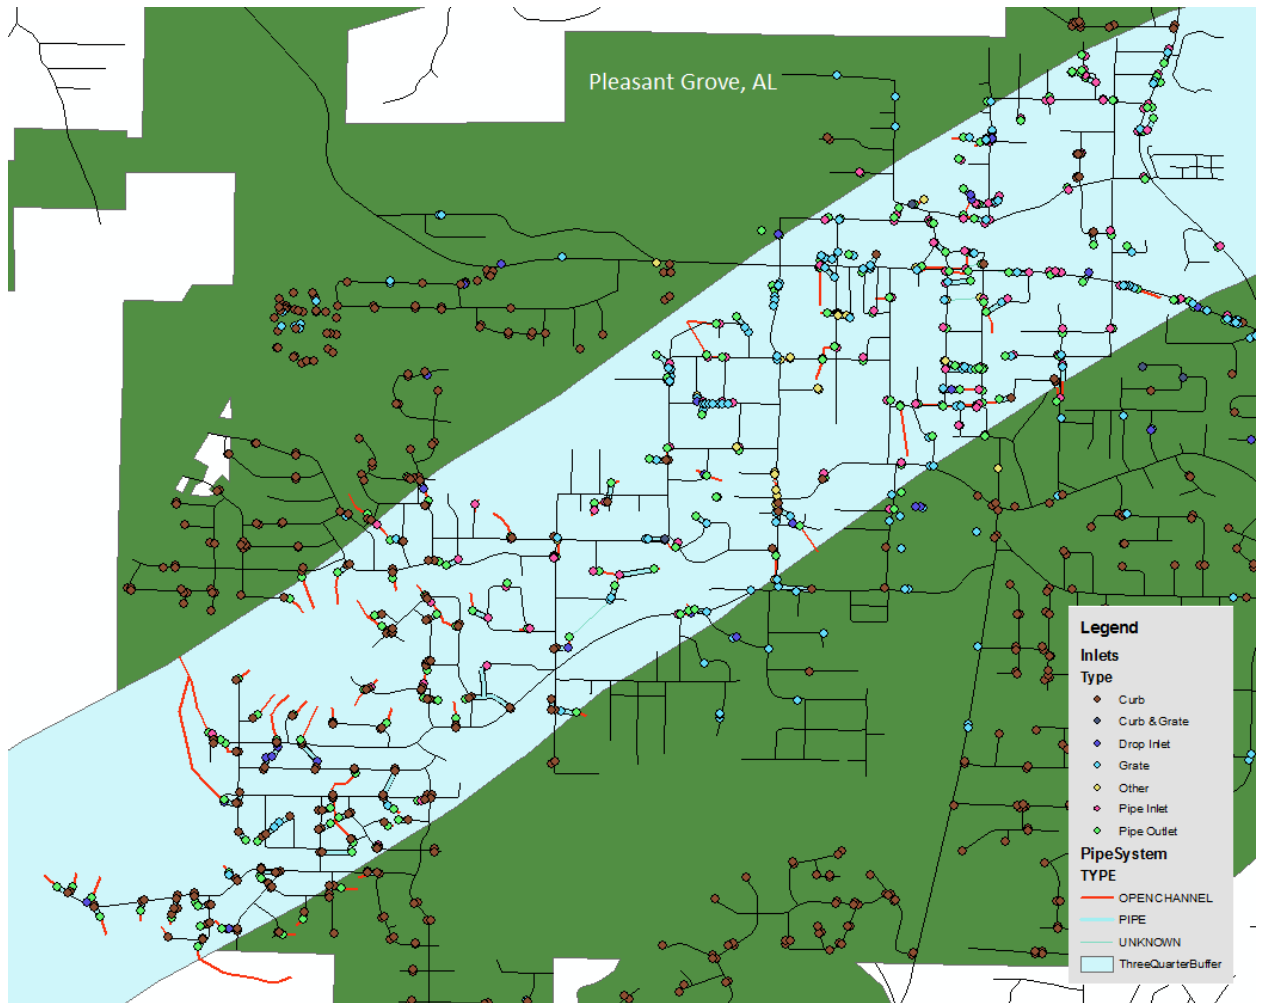 Pleasant Grove, AL
Legend
Inlets
Type
Curb
Curb & Grate
Drop Inlet
Grate
Other
Pipe Inlet
Pipe Outlet
PipeSystem
TYPE
OPENCHANNEL
PIPE
UNKNOWN
ThreeQuarterBuffer